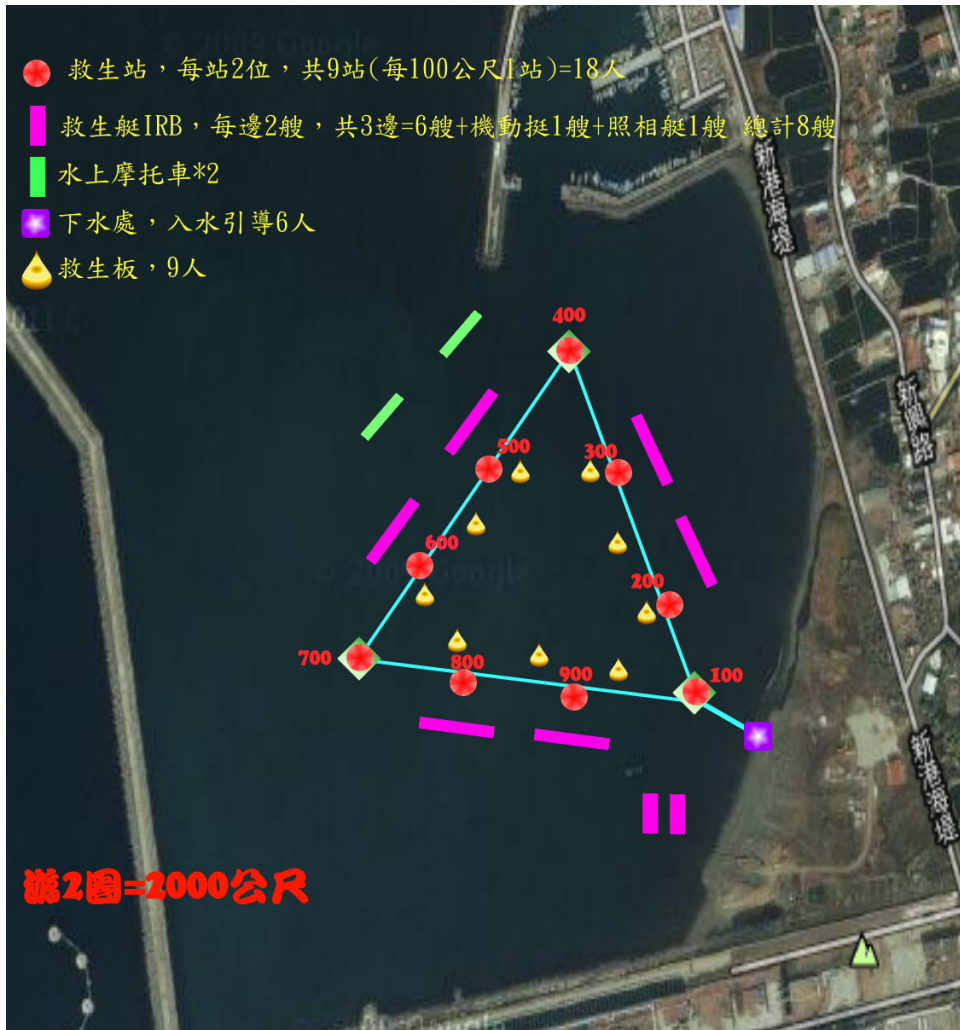 © 2009 Google
救生站，每站2位，共9站(每100公尺1站)=18人
救生艇IRB，每邊2艘，共3邊=6艘+機動挺1艘+照相艇1艘 總計8艘
水上摩托車*2
下水處，入水引導6人
救生板，9人
新港海堤
400
新興路
500
300
© 2009 Google
600
200
700
800
900
100
新港海堤
游2圈=2000公尺